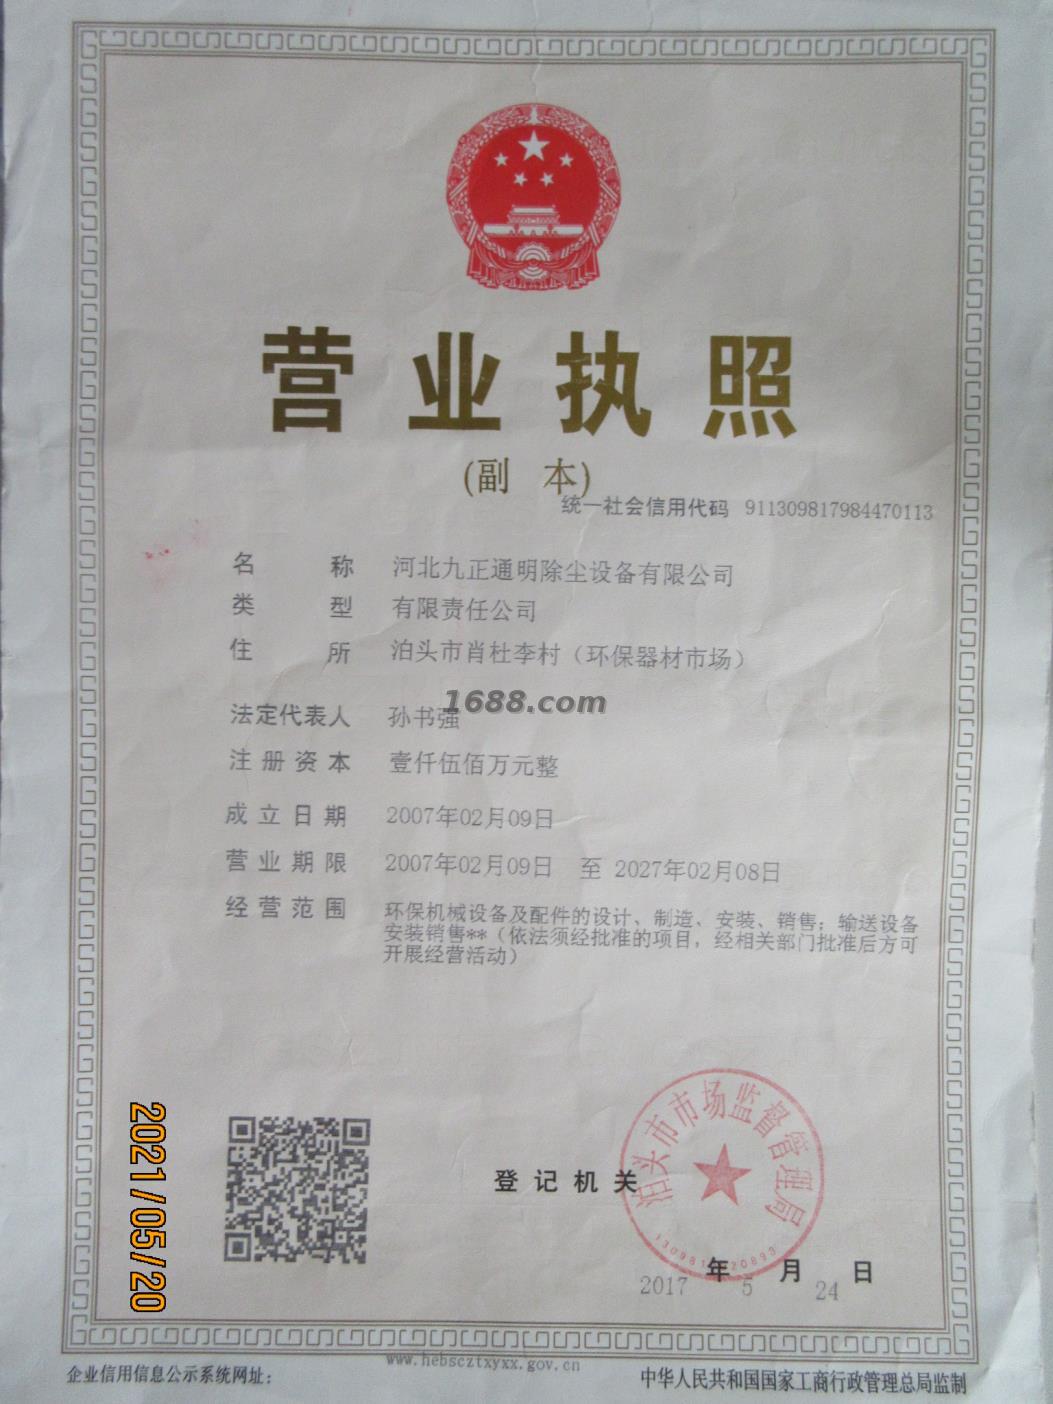 营业执照
(副 本)
统一社会信用代码 911309817984470113
名称 河北九正通明除尘设备有限公司
类型 有限责任公司
住所 泊头市肖杜李村（环保器材市场）
1688.com
法定代表人 孙书强
注册资本 壹仟伍佰万元整
成立日期 2007年02月09日
营业期限 2007年02月09日 至 2027年02月08日
经营范围 环保机械设备及配件的设计、制造、安装、销售；输送设备
安装销售**（依法须经批准的项目，经相关部门批准后方可
开展经营活动）
2021/05/20
泊头市市场监督管理局
登记机关
2017年5月24日
www.hebscztxyxx.gov.cn
企业信用信息公示系统网址：
中华人民共和国国家工商行政管理总局监制